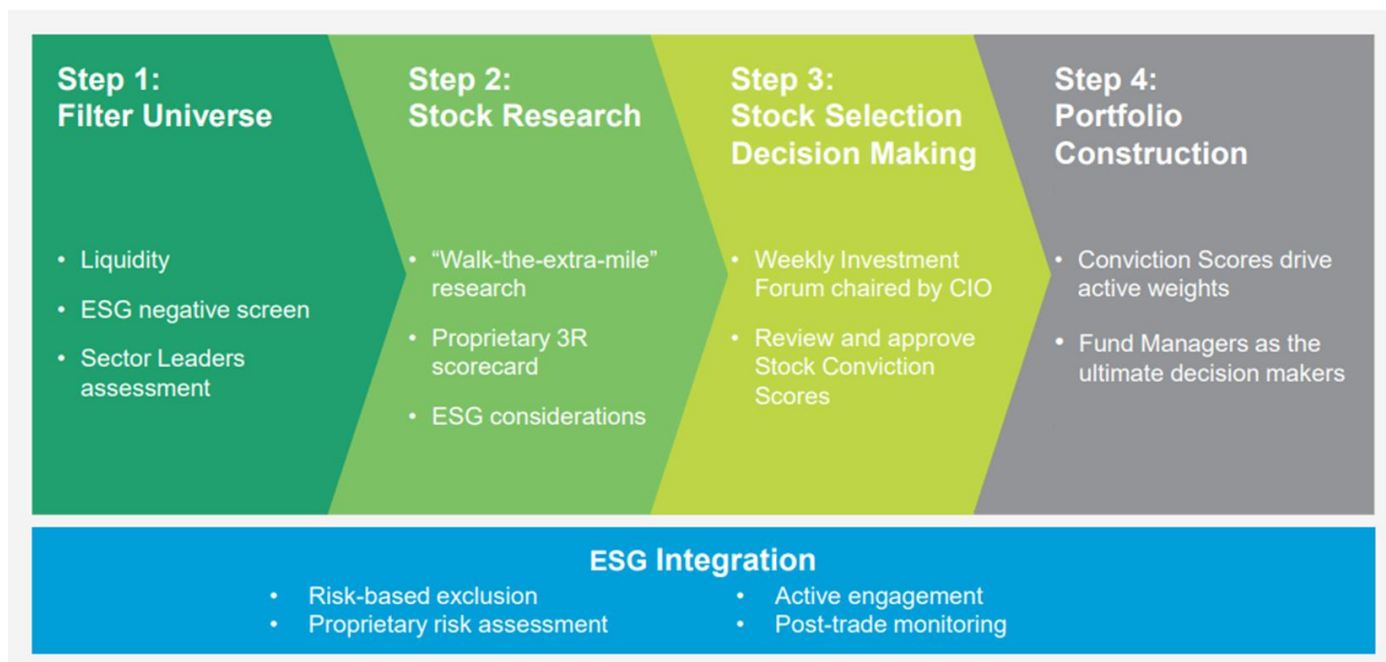 Step 1:
Filter Universe
• Liquidity
• ESG negative screen
• Sector Leaders
assessment
Step 2:
Stock Research
• “Walk-the-extra-mile”
research
• Proprietary 3R
scorecard
• ESG considerations
Step 3:
Stock Selection
Decision Making
• Weekly Investment
Forum chaired by CIO
• Review and approve
Stock Conviction
Scores
Step 4:
Portfolio
Construction
• Conviction Scores drive
active weights
• Fund Managers as the
ultimate decision makers
ESG Integration
• Risk-based exclusion
• Proprietary risk assessment
• Active engagement
• Post-trade monitoring